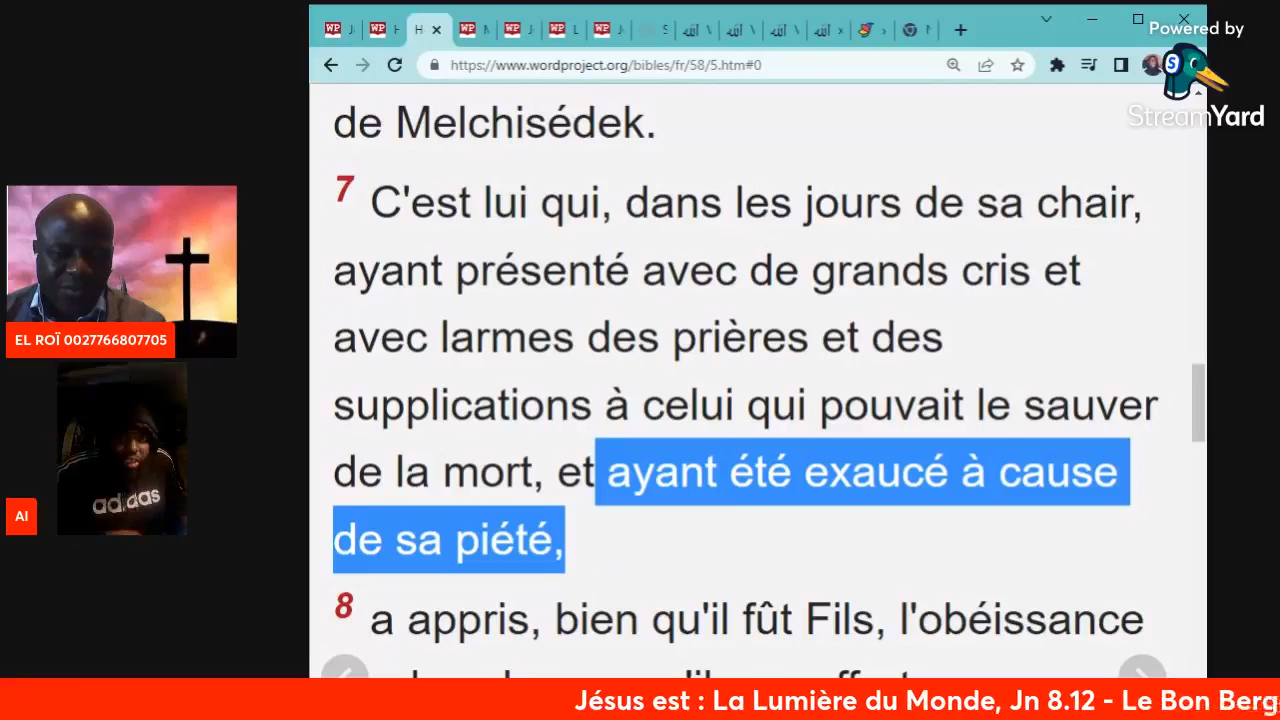 Powered by
StreamYard
https://www.wordproject.org/bibles/fr/58/5.htm#0
de Melchisédek.
7 C'est lui qui, dans les jours de sa chair,
ayant présenté avec de grands cris et
avec larmes des prières et des
supplications à celui qui pouvait le sauver
de la mort, et ayant été exaucé à cause
de sa piété,
8 a appris, bien qu'il fût Fils, l'obéissance
EL ROÏ 0027766807705
adidas
AI
Jésus est : La Lumière du Monde, Jn 8.12 - Le Bon Berg